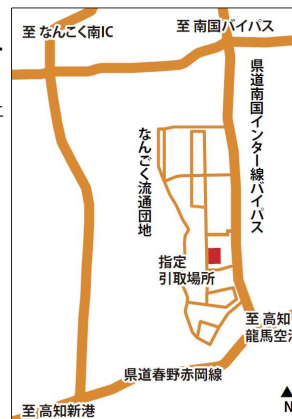 至 なんこく南IC
至 南国バイパス
県道南国インター線バイパス
なんごく流通団地
指定
引取場所
至 高知
龍馬空
県道春野赤岡線
至 高知新港
N